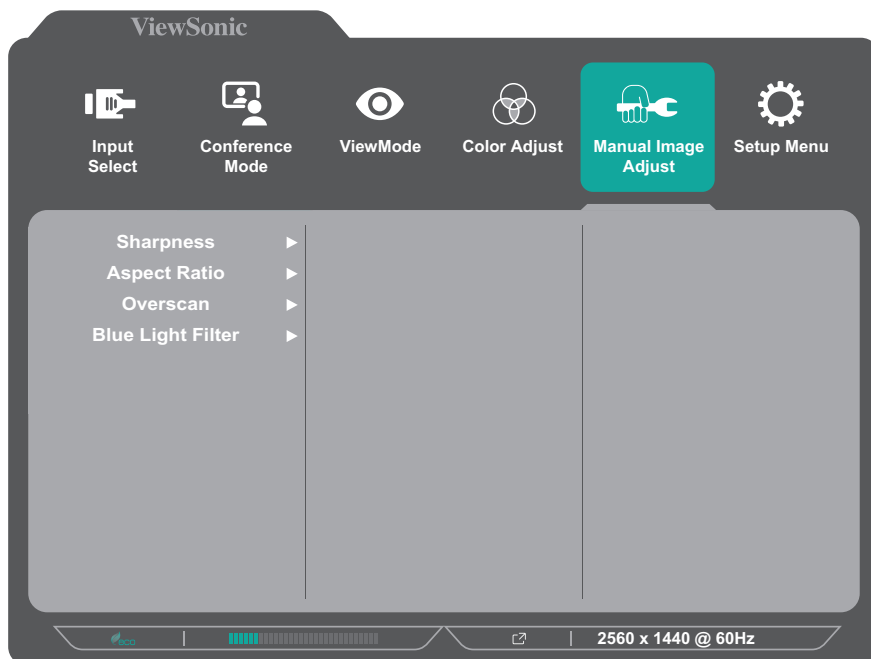 ViewSonic
Input
Select
Conference
Mode
ViewMode
Color Adjust
Manual Image
Adjust
Setup Menu
Sharpness
Aspect Ratio
Overscan
Blue Light Filter
eco
2560 x 1440 @ 60Hz